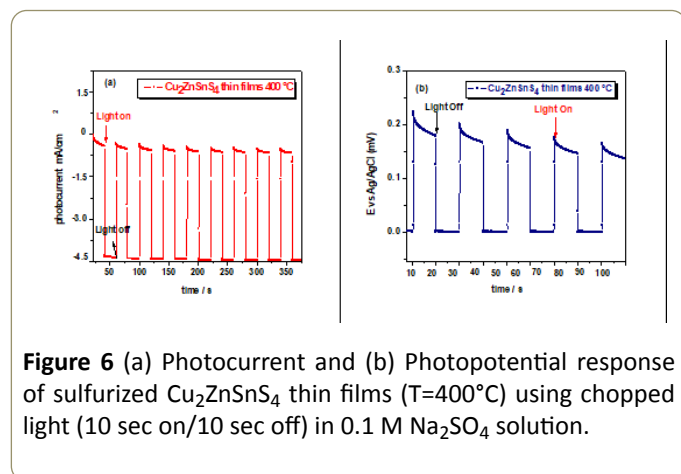 (a)
Cu2ZnSnS4 thin films 400 °C
1.5
0
-1.5
-3.0
-4.5
photocurrent mA/cm2
Light on
Light off
50 100 150 200 250 300 350
time / s
(b)
Cu2ZnSnS4 thin films 400 °C
0.3
0.2
0.1
0.0
E vs Ag/AgCl (mV)
Light Off
Light On
10 20 30 40 50 60 70 80 90 100
time / s
Figure 6 (a) Photocurrent and (b) Photopotential response
of sulfurized Cu₂ZnSnS₄ thin films (T=400°C) using chopped
light (10 sec on/10 sec off) in 0.1 M Na₂SO₄ solution.